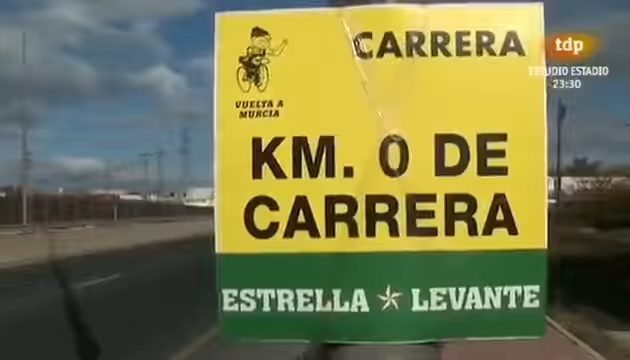 CARRERA
tdp
ESTUDIO ESTADIO
23:30
VUELTA A
MURCIA
KM. 0 DE
CARRERA
ESTRELLA ★ LEVANTE